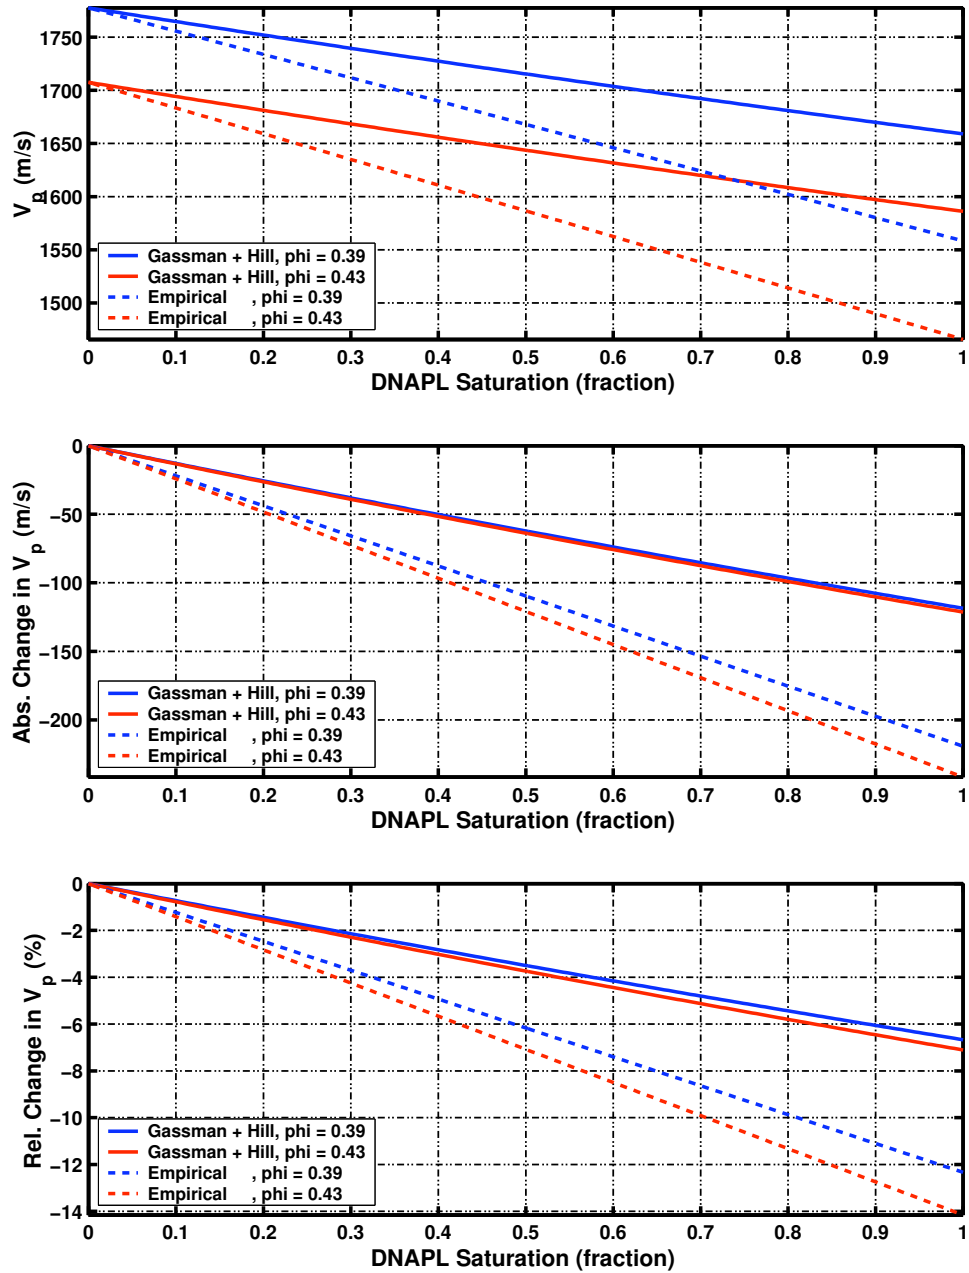 1750
1700
1650
1600
1550
1500
V p (m/s)
Gassman + Hill, phi = 0.39
Gassman + Hill, phi = 0.43
Empirical , phi = 0.39
Empirical , phi = 0.43
0 0.1 0.2 0.3 0.4 0.5 0.6 0.7 0.8 0.9 1
DNAPL Saturation (fraction)
0
−50
−100
−150
−200
Abs. Change in V p (m/s)
Gassman + Hill, phi = 0.39
Gassman + Hill, phi = 0.43
Empirical , phi = 0.39
Empirical , phi = 0.43
0 0.1 0.2 0.3 0.4 0.5 0.6 0.7 0.8 0.9 1
DNAPL Saturation (fraction)
0
−2
−4
−6
−8
−10
−12
−14
Rel. Change in V p (%)
Gassman + Hill, phi = 0.39
Gassman + Hill, phi = 0.43
Empirical , phi = 0.39
Empirical , phi = 0.43
0 0.1 0.2 0.3 0.4 0.5 0.6 0.7 0.8 0.9 1
DNAPL Saturation (fraction)